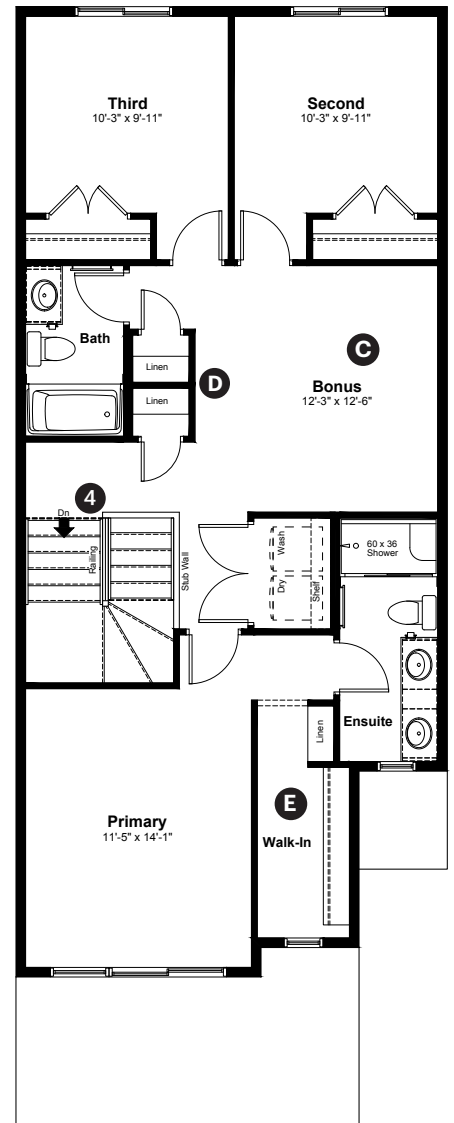 Third
10'-3" x 9'-11"
Second
10'-3" x 9'-11"
Bath
Linen
Linen
D
C
Bonus
12'-3" x 12'-6"
4
Dn
Railing
Stub Wall
Wash
Dry
Shelf
60 x 36
Shower
Ensuite
Linen
E
Walk-In
Primary
11'-5" x 14'-1"